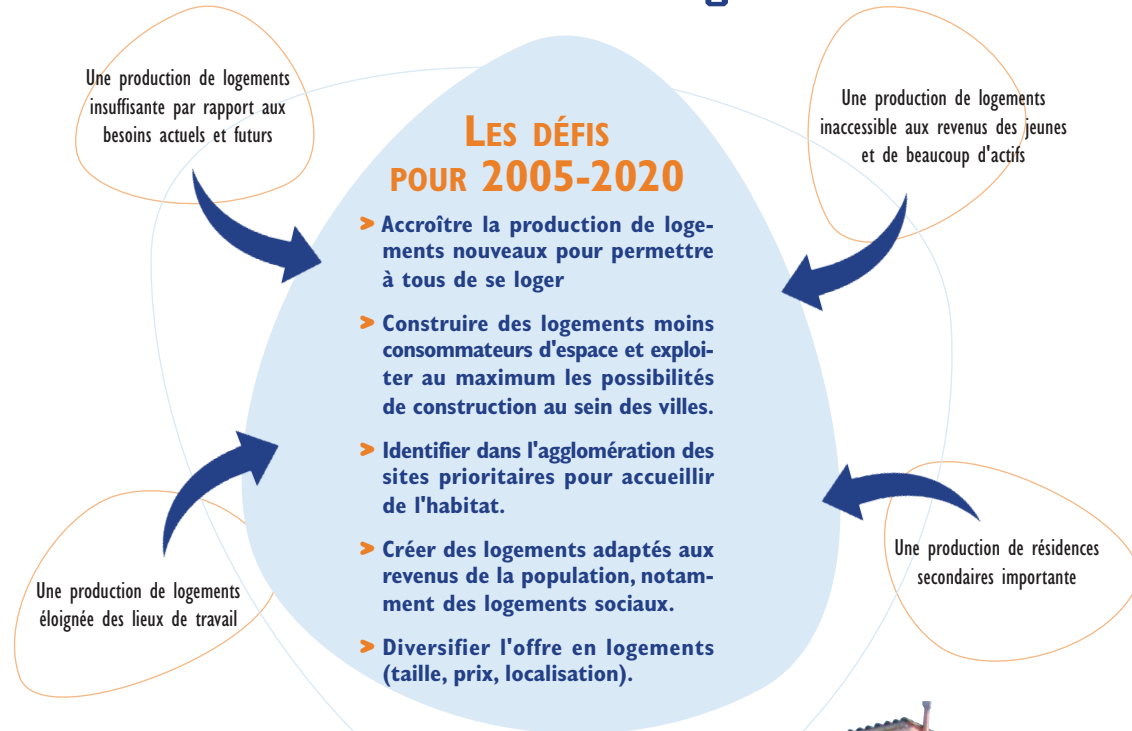 Une production de logements
insuffisante par rapport aux
besoins actuels et futurs
Une production de logements
inaccessible aux revenus des jeunes
et de beaucoup d'actifs
LES DÉFIS
POUR 2005-2020
> Accroître la production de loge-
ments nouveaux pour permettre
à tous de se loger
> Construire des logements moins
consommateurs d'espace et exploi-
ter au maximum les possibilités
de construction au sein des villes.
> Identifier dans l'agglomération des
sites prioritaires pour accueillir
de l'habitat.
> Créer des logements adaptés aux
revenus de la population, notam-
ment des logements sociaux.
> Diversifier l'offre en logements
(taille, prix, localisation).
Une production de logements
éloignée des lieux de travail
Une production de résidences
secondaires importante